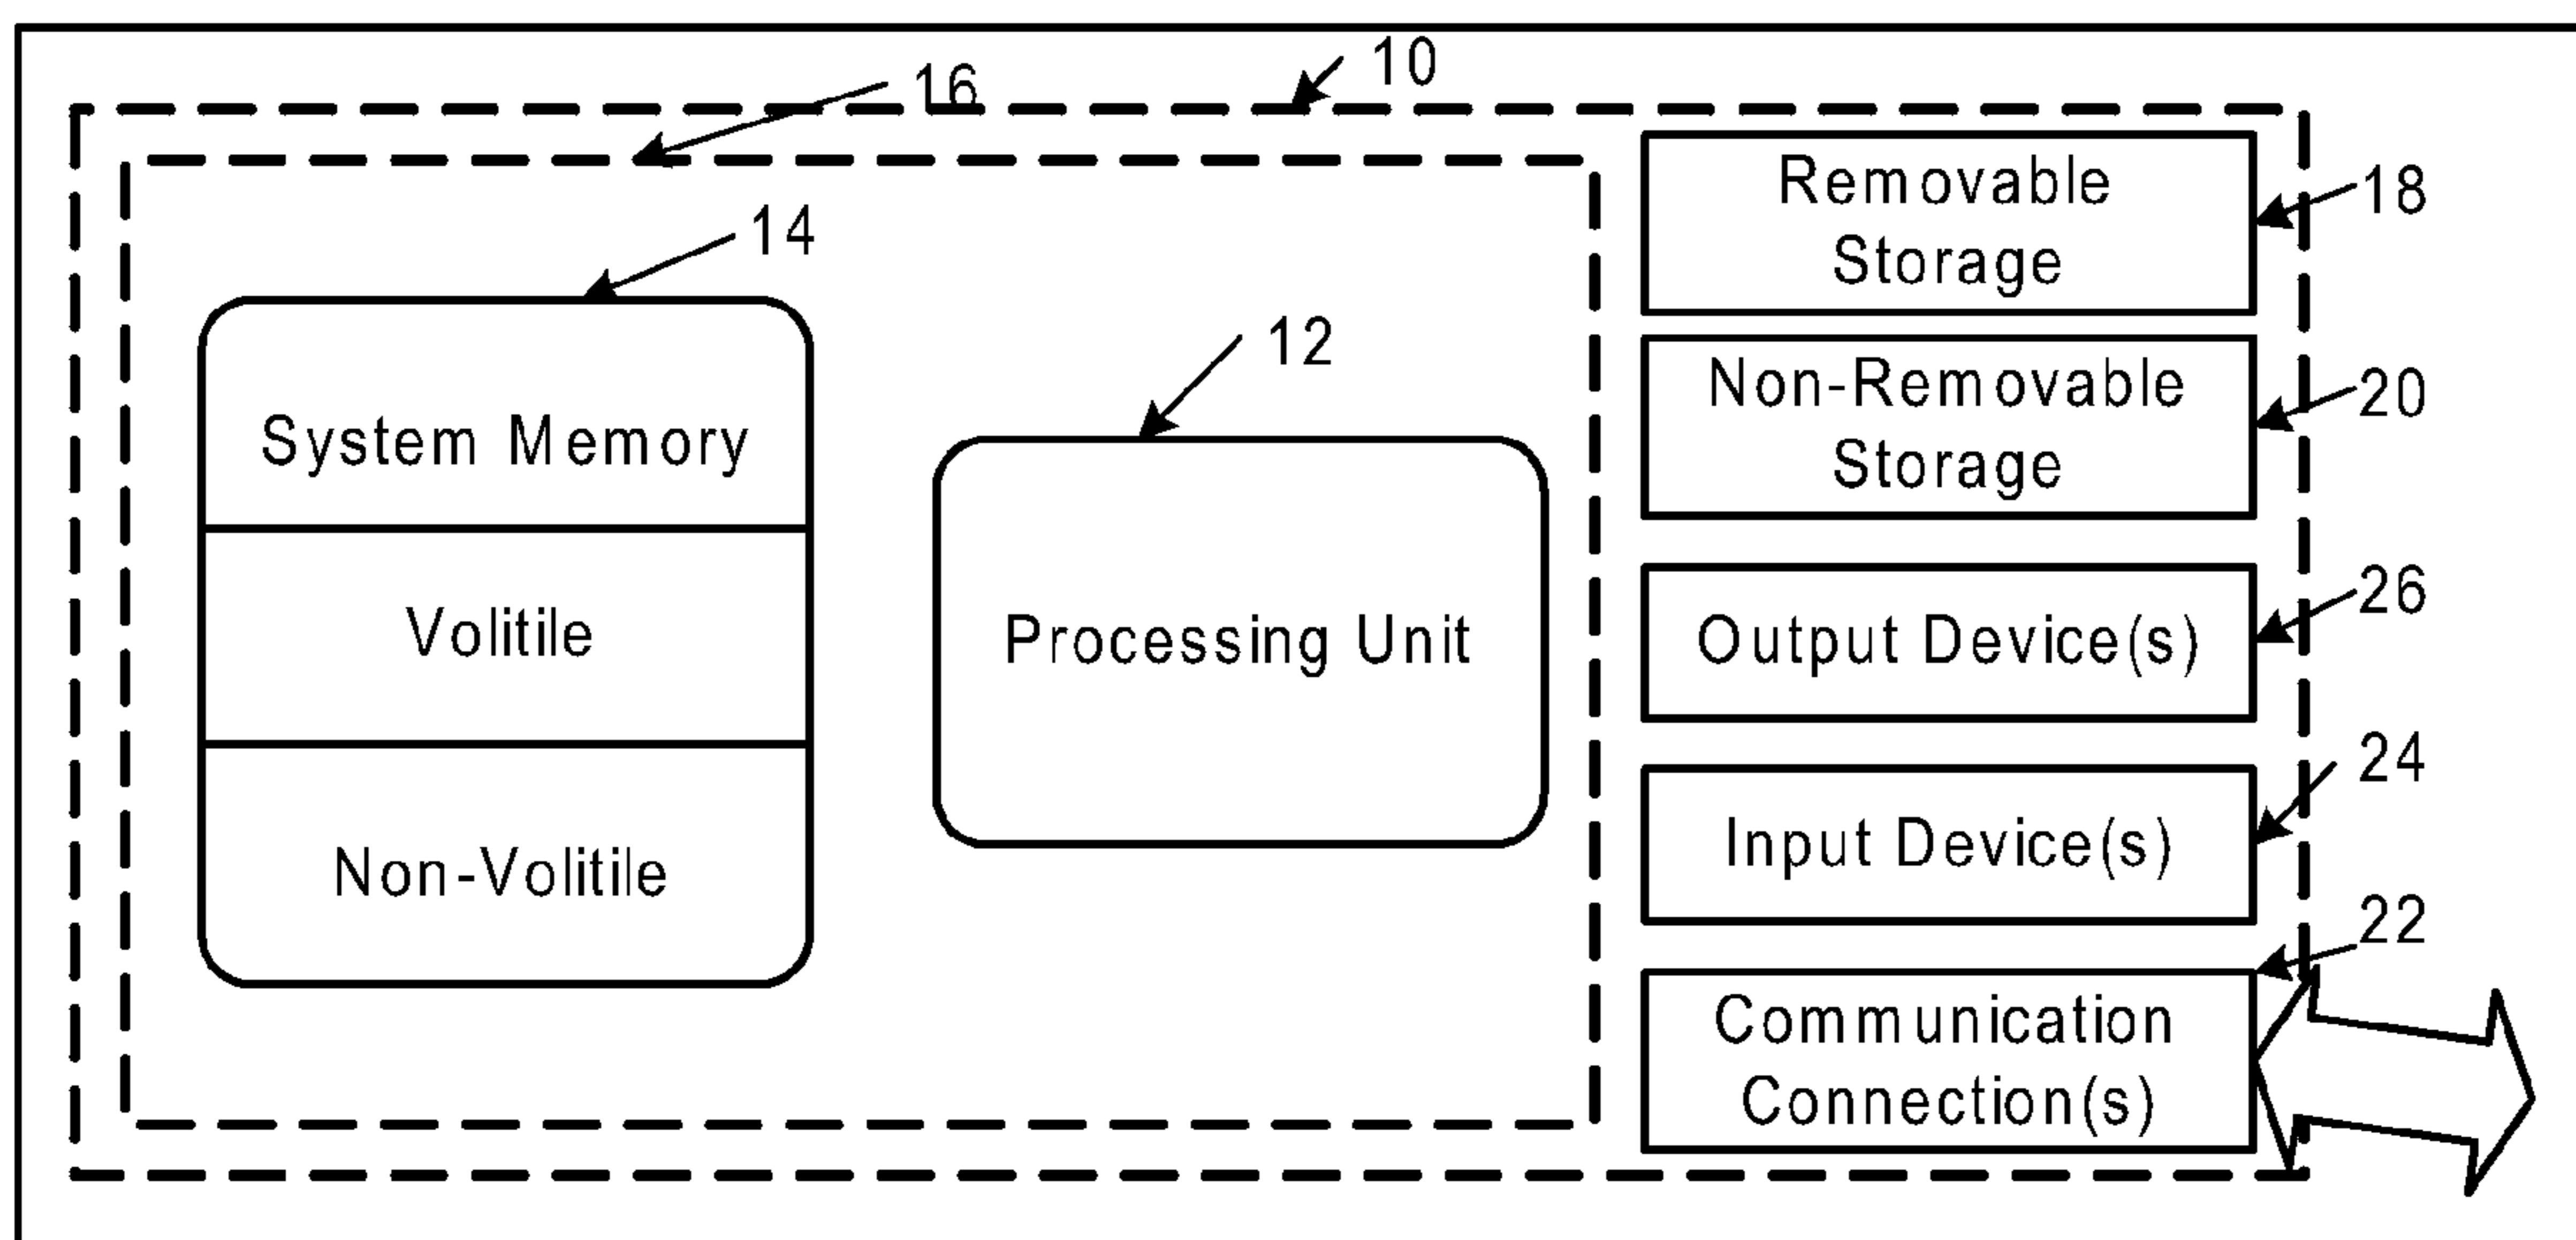 10
16
14
System Memory
Volitile
Non-Volitile
12
Processing Unit
Removable
Storage
18
Non-Removable
Storage
20
Output Device(s)
26
Input Device(s)
24
Communication
Connection(s)
22